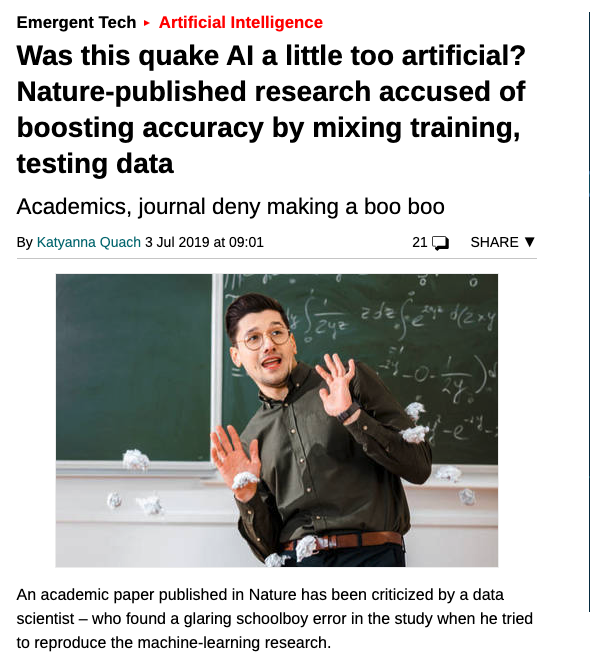 Emergent Tech ▸ Artificial Intelligence
Was this quake AI a little too artificial?
Nature-published research accused of
boosting accuracy by mixing training,
testing data
Academics, journal deny making a boo boo
By Katyanna Quach 3 Jul 2019 at 09:01 21 SHARE ▼
An academic paper published in Nature has been criticized by a data
scientist – who found a glaring schoolboy error in the study when he tried
to reproduce the machine-learning research.